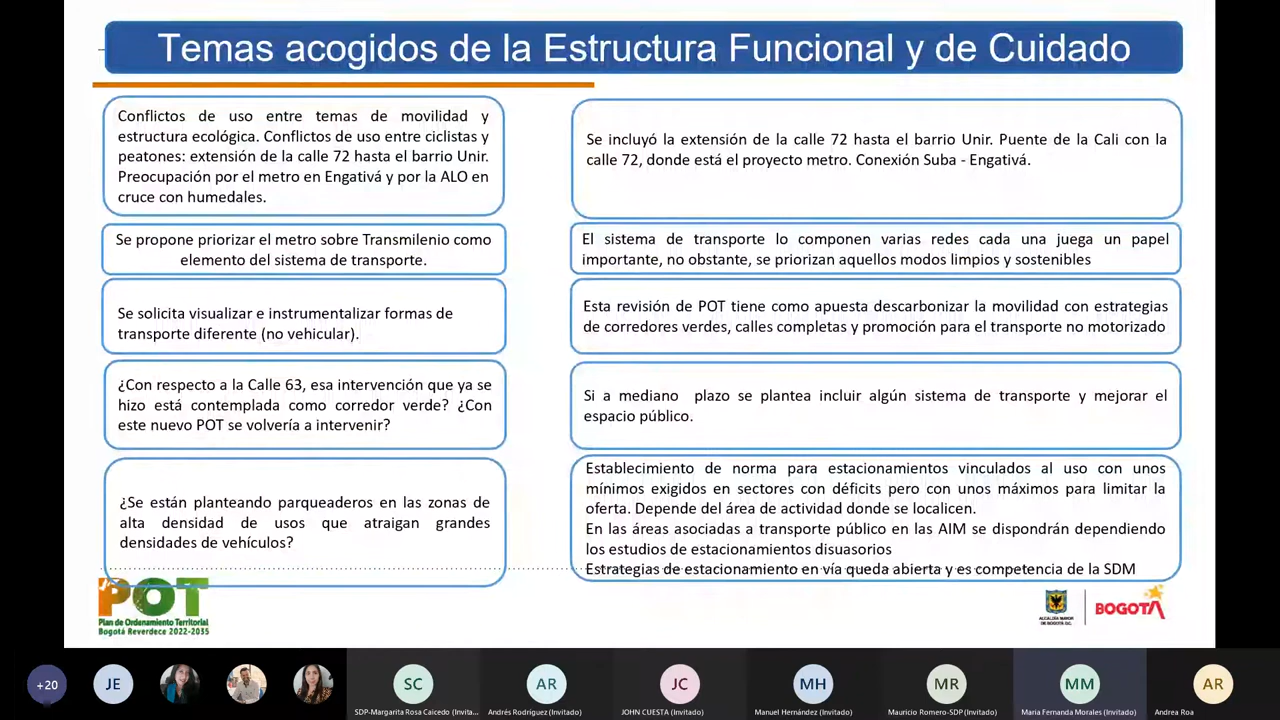 Temas acogidos de la Estructura Funcional y de Cuidado
Conflictos de uso entre temas de movilidad y
estructura ecológica. Conflictos de uso entre ciclistas y
peatones: extensión de la calle 72 hasta el barrio Unir.
Preocupación por el metro en Engativá y por la ALO en
cruce con humedales.
Se incluyó la extensión de la calle 72 hasta el barrio Unir. Puente de la Cali con la
calle 72, donde está el proyecto metro. Conexión Suba - Engativá.
Se propone priorizar el metro sobre Transmilenio como
elemento del sistema de transporte.
El sistema de transporte lo componen varias redes cada una juega un papel
importante, no obstante, se priorizan aquellos modos limpios y sostenibles
Se solicita visualizar e instrumentalizar formas de
transporte diferente (no vehicular).
Esta revisión de POT tiene como apuesta descarbonizar la movilidad con estrategias
de corredores verdes, calles completas y promoción para el transporte no motorizado
¿Con respecto a la Calle 63, esa intervención que ya se
hizo está contemplada como corredor verde? ¿Con
este nuevo POT se volvería a intervenir?
Si a mediano plazo se plantea incluir algún sistema de transporte y mejorar el
espacio público.
¿Se están planteando parqueaderos en las zonas de
alta densidad de usos que atraigan grandes
densidades de vehículos?
Establecimiento de norma para estacionamientos vinculados al uso con unos
mínimos exigidos en sectores con déficits pero con unos máximos para limitar la
oferta. Depende del área de actividad donde se localicen.
En las áreas asociadas a transporte público en las AIM se dispondrán dependiendo
los estudios de estacionamientos disuasorios
Estrategias de estacionamiento en vía queda abierta y es competencia de la SDM
POT
Plan de Ordenamiento Territorial
Bogotá Reverdece 2022-2035
ALCALDÍA MAYOR
DE BOGOTÁ D.C.
BOGOTÁ
+20
JE
SC
AR
JC
MH
MR
MM
AR
SDP-Margarita Rosa Caicedo (Invita...
Andrés Rodríguez (Invitado)
JOHN CUESTA (Invitado)
Manuel Hernández (Invitado)
Mauricio Romero-SDP (Invitado)
Maria Fernanda Morales (Invitado)
Andrea Roa